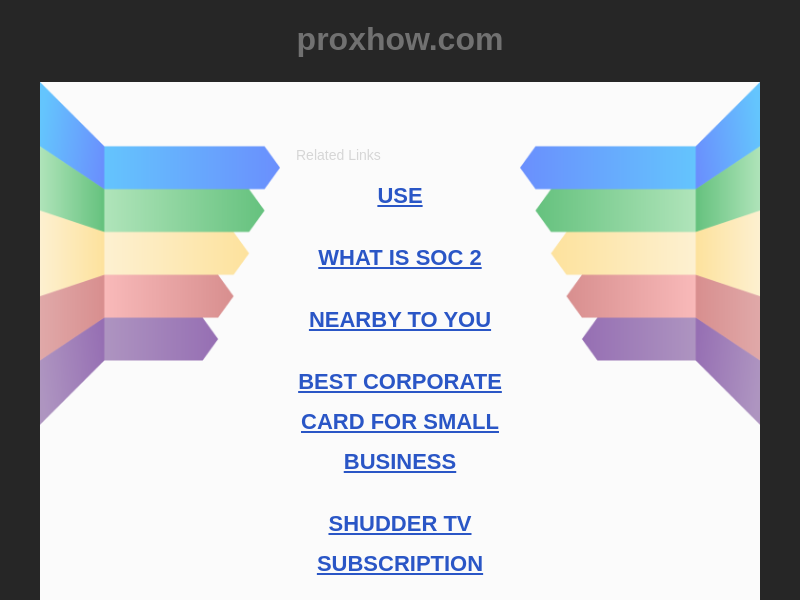 proxhow.com
Related Links
USE
WHAT IS SOC 2
NEARBY TO YOU
BEST CORPORATE
CARD FOR SMALL
BUSINESS
SHUDDER TV
SUBSCRIPTION